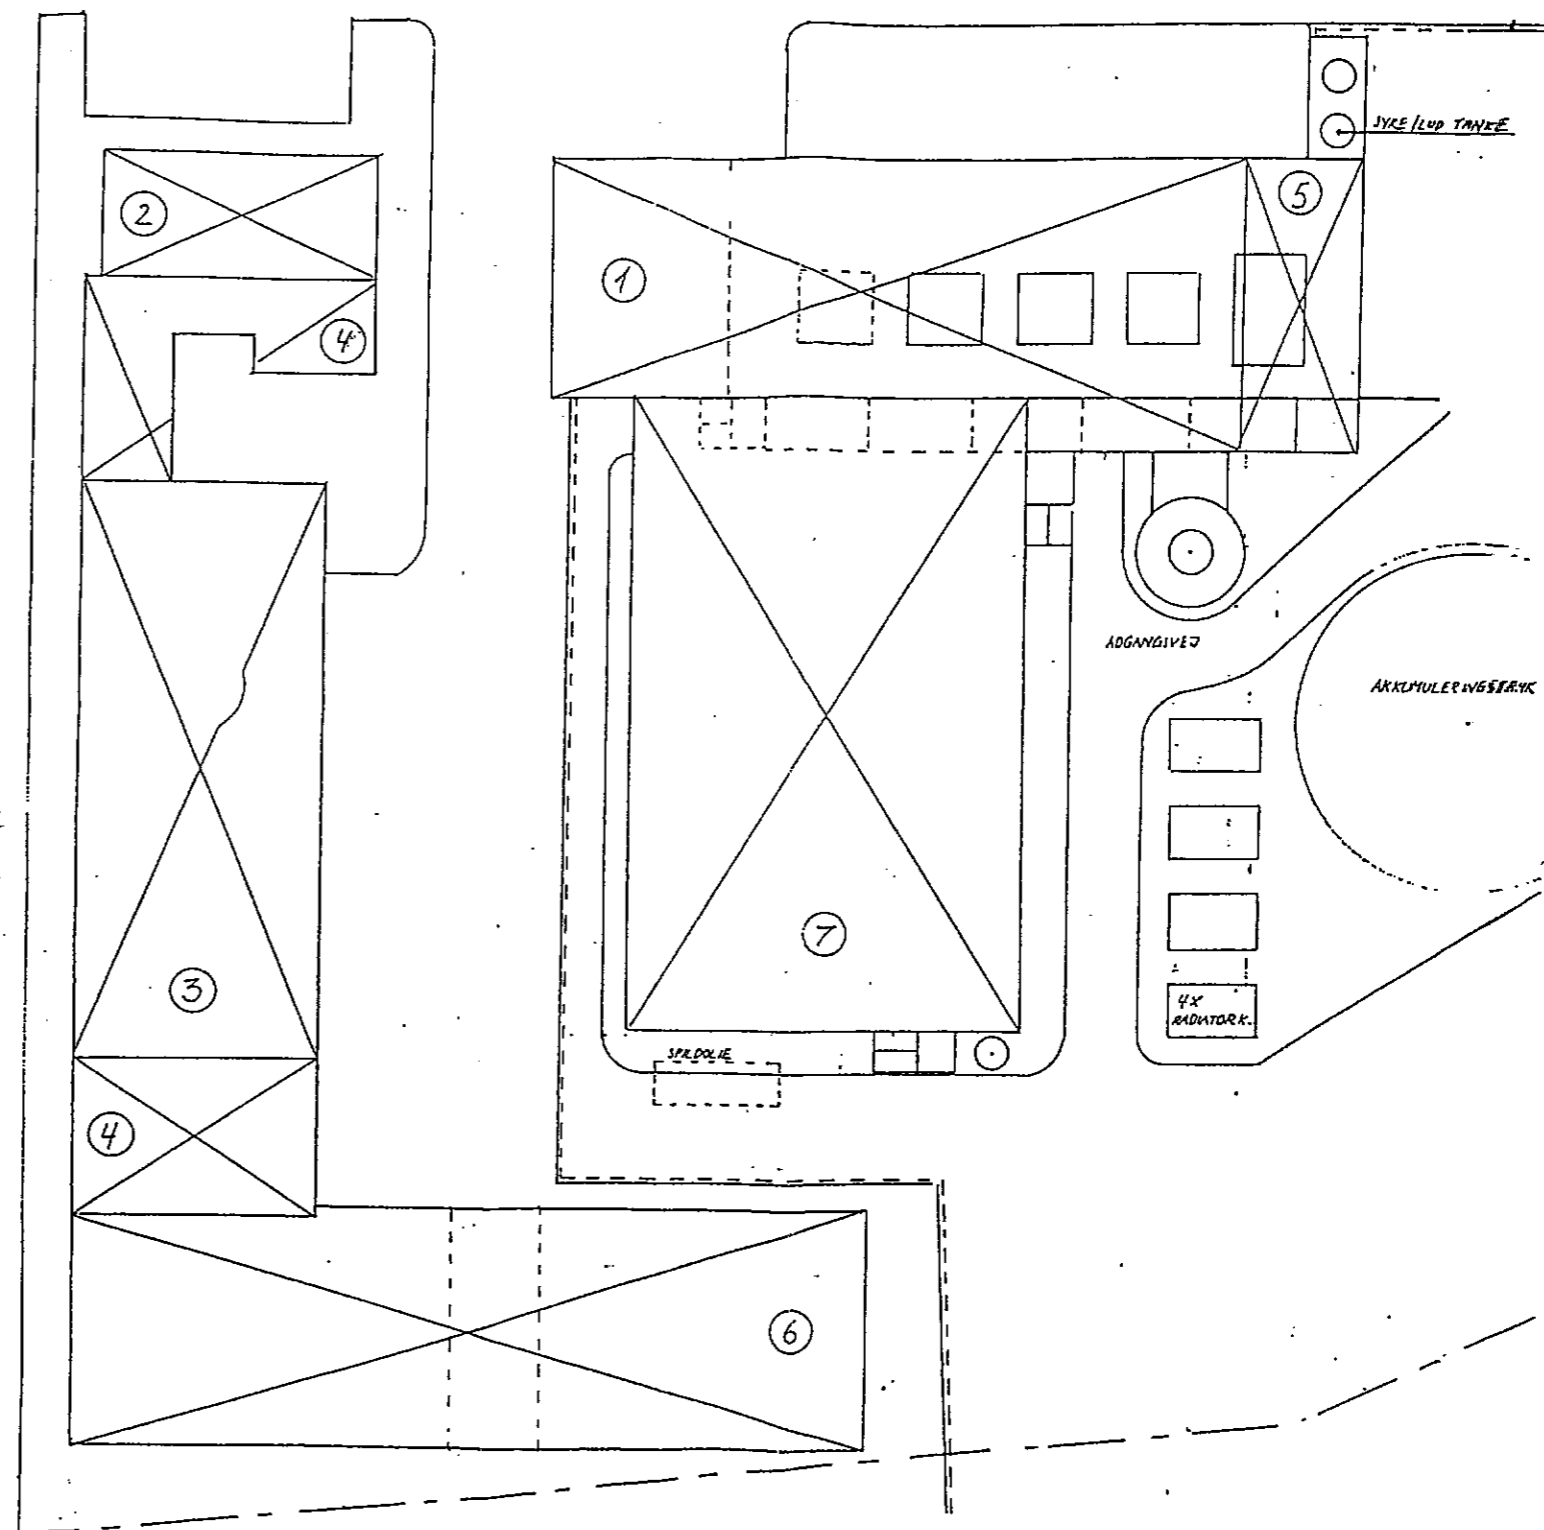 SYRE/LUD TANKE
2
5
1
4
ADGANGSVEJ
AKKUMULERINGSTANK
7
3
4X
RADIATORK.
SPILDOLIE
4
6